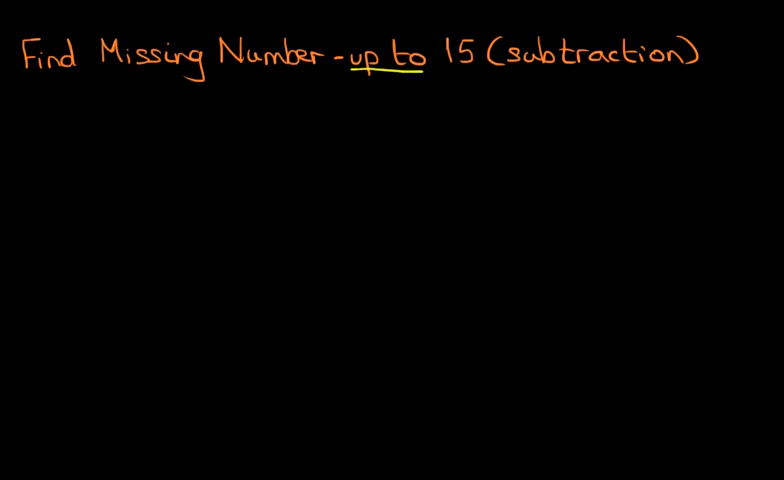 Find Missing Number - up to 15 (subtraction)